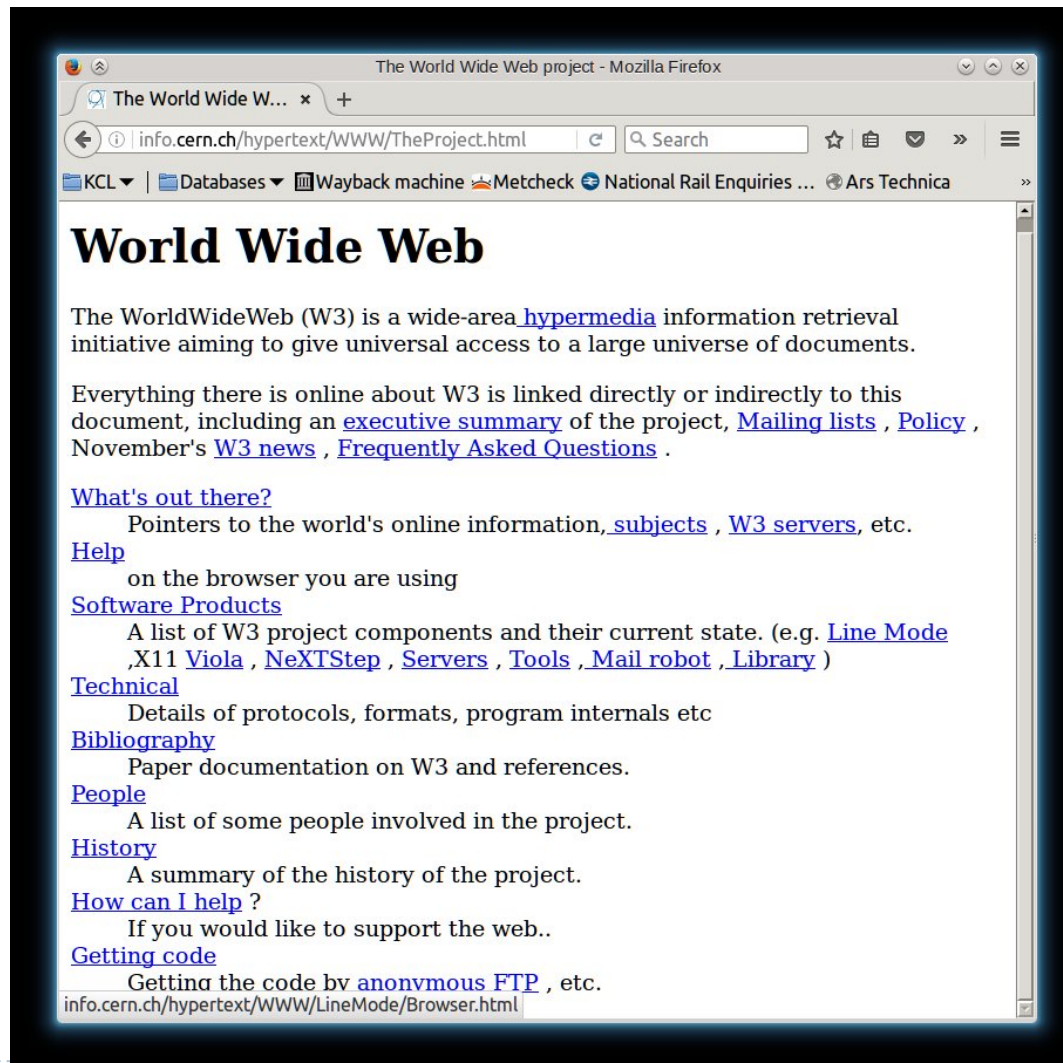 The World Wide Web project - Mozilla Firefox
The World Wide W... × +
info.cern.ch/hypertext/WWW/TheProject.html Search »
KCL Databases Wayback machine Metcheck National Rail Enquiries ... Ars Technica »
World Wide Web
The WorldWideWeb (W3) is a wide-area hypermedia information retrieval
initiative aiming to give universal access to a large universe of documents.
Everything there is online about W3 is linked directly or indirectly to this
document, including an executive summary of the project, Mailing lists , Policy ,
November's W3 news , Frequently Asked Questions .
What's out there?
Pointers to the world's online information, subjects , W3 servers, etc.
Help
on the browser you are using
Software Products
A list of W3 project components and their current state. (e.g. Line Mode
,X11 Viola , NeXTStep , Servers , Tools , Mail robot , Library )
Technical
Details of protocols, formats, program internals etc
Bibliography
Paper documentation on W3 and references.
People
A list of some people involved in the project.
History
A summary of the history of the project.
How can I help ?
If you would like to support the web..
Getting code
Getting the code by anonymous FTP , etc.
info.cern.ch/hypertext/WWW/LineMode/Browser.html